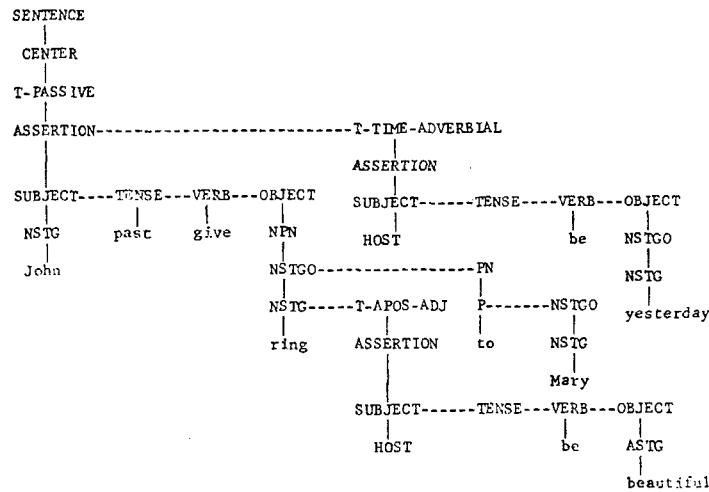 SENTENCE
CENTER
T-PASSIVE
ASSERTION T-TIME-ADVERBIAL
ASSERTION
SUBJECT TENSE VERB OBJECT SUBJECT TENSE VERB OBJECT
NSTG past give NPN HOST be NSTGO
John NSTGO PN NSTG
NSTG T-APOS-ADJ P NSTGO yesterday
ring ASSERTION to NSTG
Mary
SUBJECT TENSE VERB OBJECT
HOST be ASTG
beautiful